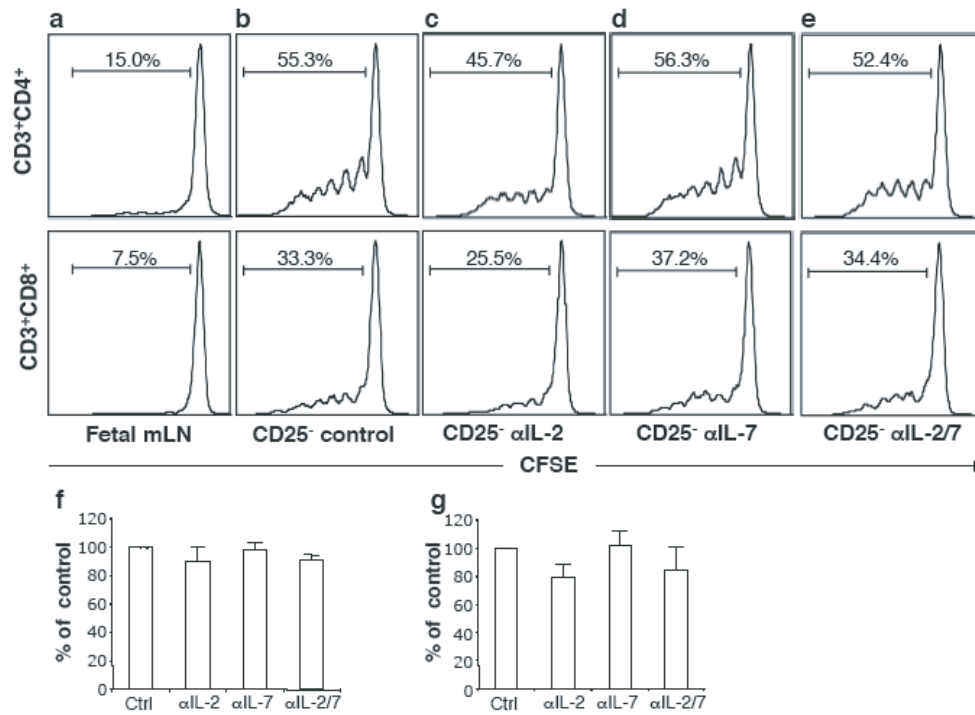 a b c d e
CD3⁺CD4⁺
15.0% 55.3% 45.7% 56.3% 52.4%
CD3⁺CD8⁺
7.5% 33.3% 25.5% 37.2% 34.4%
Fetal mLN CD25⁻ control CD25⁻ αIL-2 CD25⁻ αIL-7 CD25⁻ αIL-2/7
CFSE
f
% of control
120
100
80
60
40
20
0
Ctrl αIL-2 αIL-7 αIL-2/7
g
% of control
120
100
80
60
40
20
0
Ctrl αIL-2 αIL-7 αIL-2/7